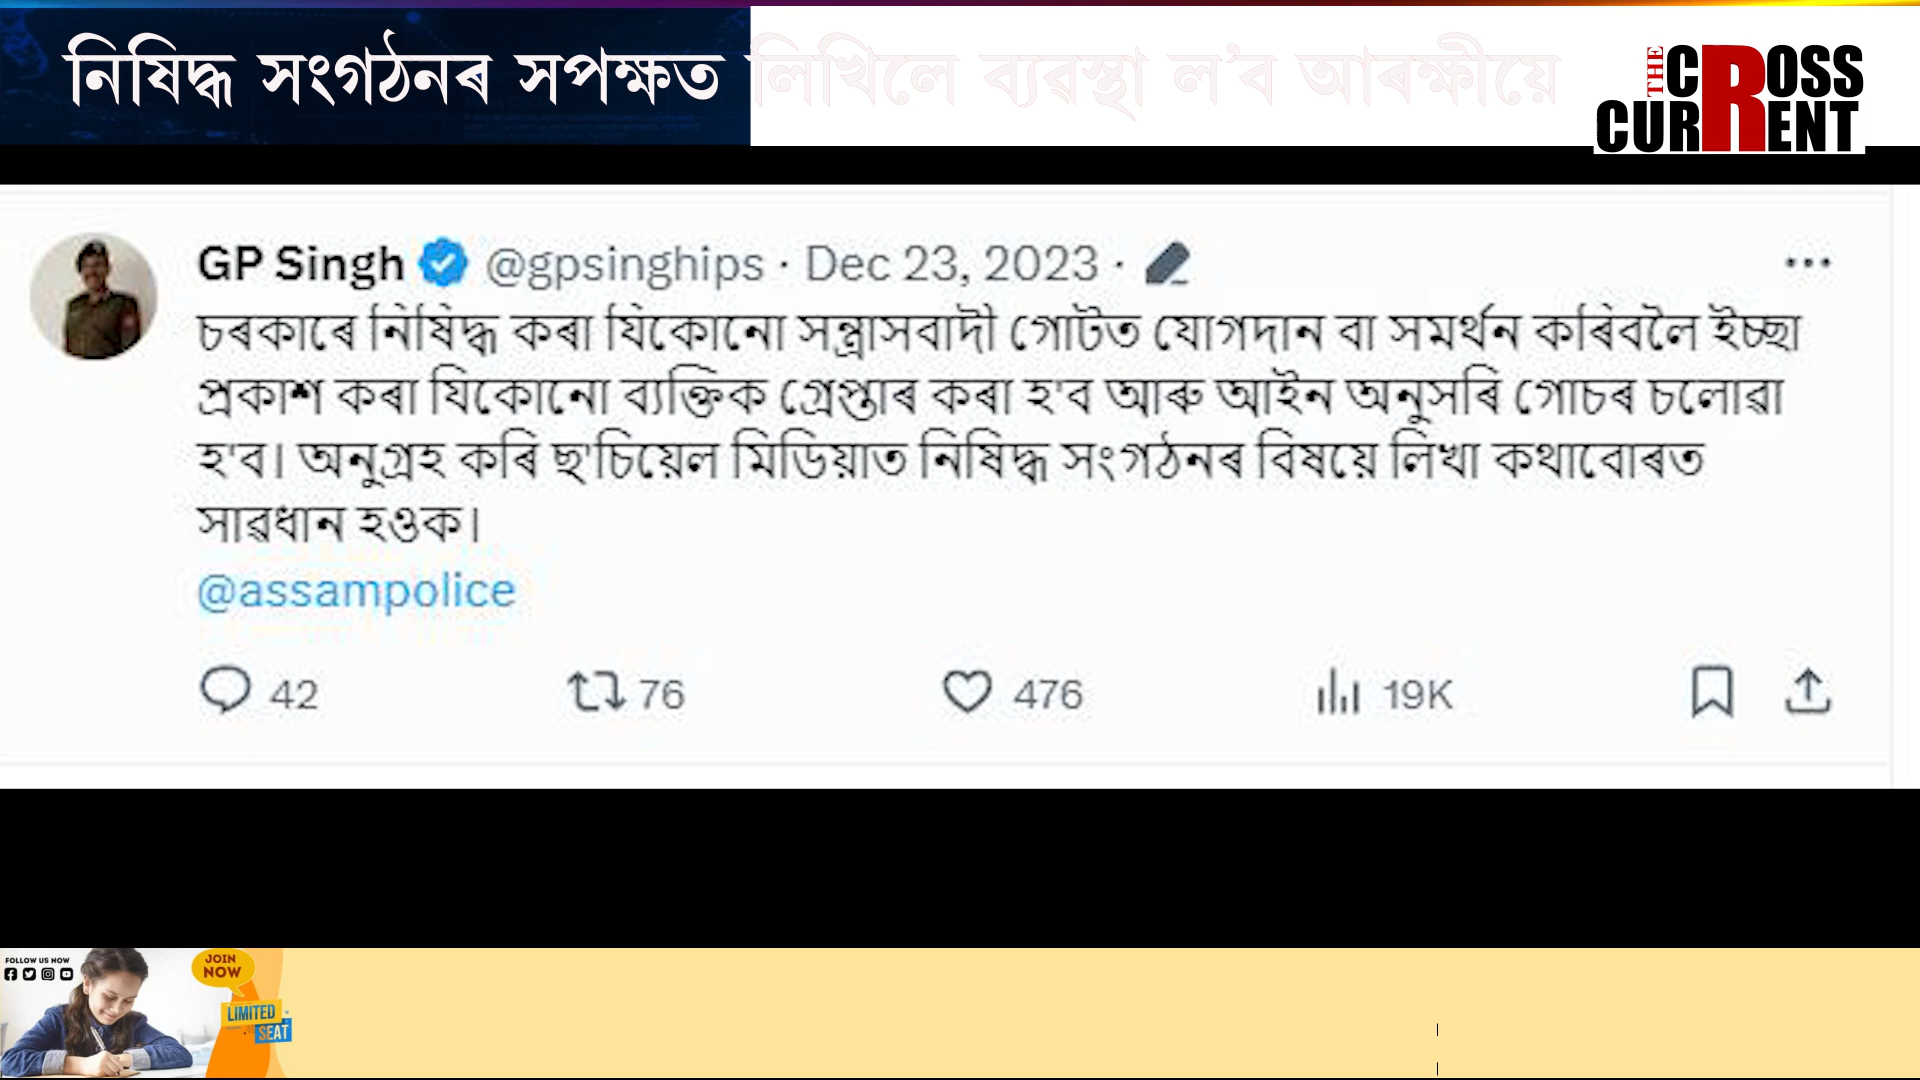 নিষিদ্ধ সংগঠনৰ সপক্ষত লিখিলে ব্যৱস্থা ল'ব আৰক্ষীয়ে
THE CROSS
CURRENT
GP Singh @gpsinghips · Dec 23, 2023 ·
চৰকাৰে নিষিদ্ধ কৰা যিকোনো সন্ত্ৰাসবাদী গোটত যোগদান বা সমৰ্থন কৰিবলৈ ইচ্ছা
প্ৰকাশ কৰা যিকোনো ব্যক্তিক গ্ৰেপ্তাৰ কৰা হ'ব আৰু আইন অনুসৰি গোচৰ চলোৱা
হ'ব। অনুগ্ৰহ কৰি ছ'চিয়েল মিডিয়াত নিষিদ্ধ সংগঠনৰ বিষয়ে লিখা কথাবোৰত
সাৱধান হওক।
@assampolice
42 76 476 19K
FOLLOW US NOW
JOIN
NOW
LIMITED
SEAT